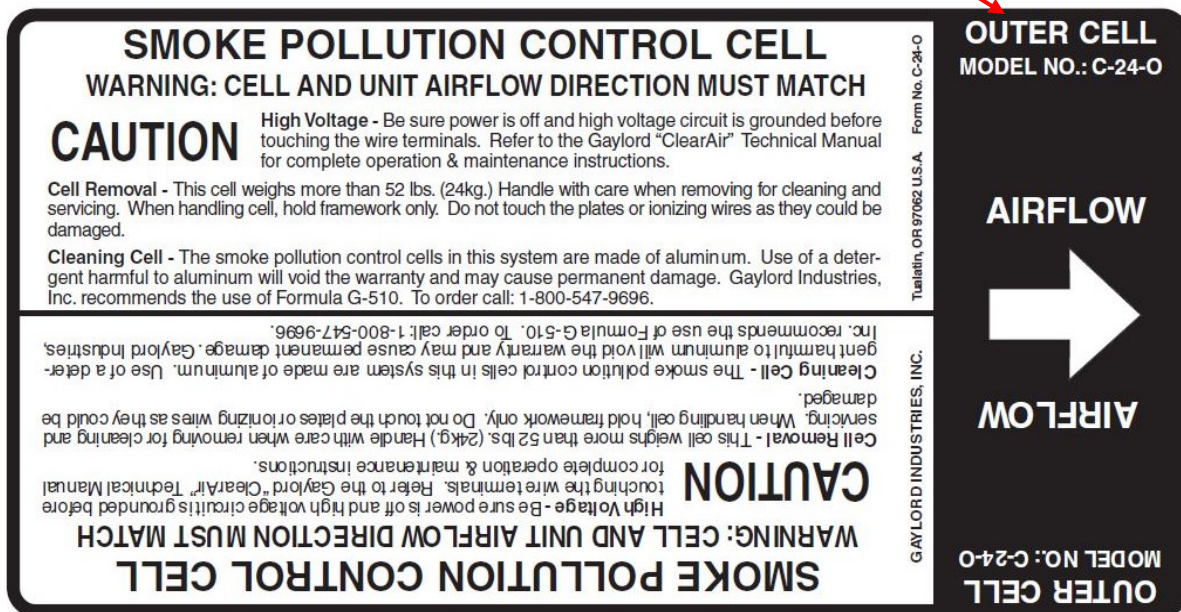 SMOKE POLLUTION CONTROL CELL
WARNING: CELL AND UNIT AIRFLOW DIRECTION MUST MATCH
CAUTION
High Voltage - Be sure power is off and high voltage circuit is grounded before
touching the wire terminals. Refer to the Gaylord “ClearAir” Technical Manual
for complete operation & maintenance instructions.
Cell Removal - This cell weighs more than 52 lbs. (24kg.) Handle with care when removing for cleaning and
servicing. When handling cell, hold framework only. Do not touch the plates or ionizing wires as they could be
damaged.
Cleaning Cell - The smoke pollution control cells in this system are made of aluminum. Use of a deter-
gent harmful to aluminum will void the warranty and may cause permanent damage. Gaylord Industries,
Inc. recommends the use of Formula G-510. To order call: 1-800-547-9696.
GAYLORD INDUSTRIES, INC. Tualatin, OR 97062 U.S.A. Form No. C-24-O
OUTER CELL
MODEL NO.: C-24-O
AIRFLOW
SMOKE POLLUTION CONTROL CELL
WARNING: CELL AND UNIT AIRFLOW DIRECTION MUST MATCH
CAUTION
High Voltage - Be sure power is off and high voltage circuit is grounded before
touching the wire terminals. Refer to the Gaylord “ClearAir” Technical Manual
for complete operation & maintenance instructions.
Cell Removal - This cell weighs more than 52 lbs. (24kg.) Handle with care when removing for cleaning and
servicing. When handling cell, hold framework only. Do not touch the plates or ionizing wires as they could be
damaged.
Cleaning Cell - The smoke pollution control cells in this system are made of aluminum. Use of a deter-
gent harmful to aluminum will void the warranty and may cause permanent damage. Gaylord Industries,
Inc. recommends the use of Formula G-510. To order call: 1-800-547-9696.
OUTER CELL
MODEL NO.: C-24-O
AIRFLOW